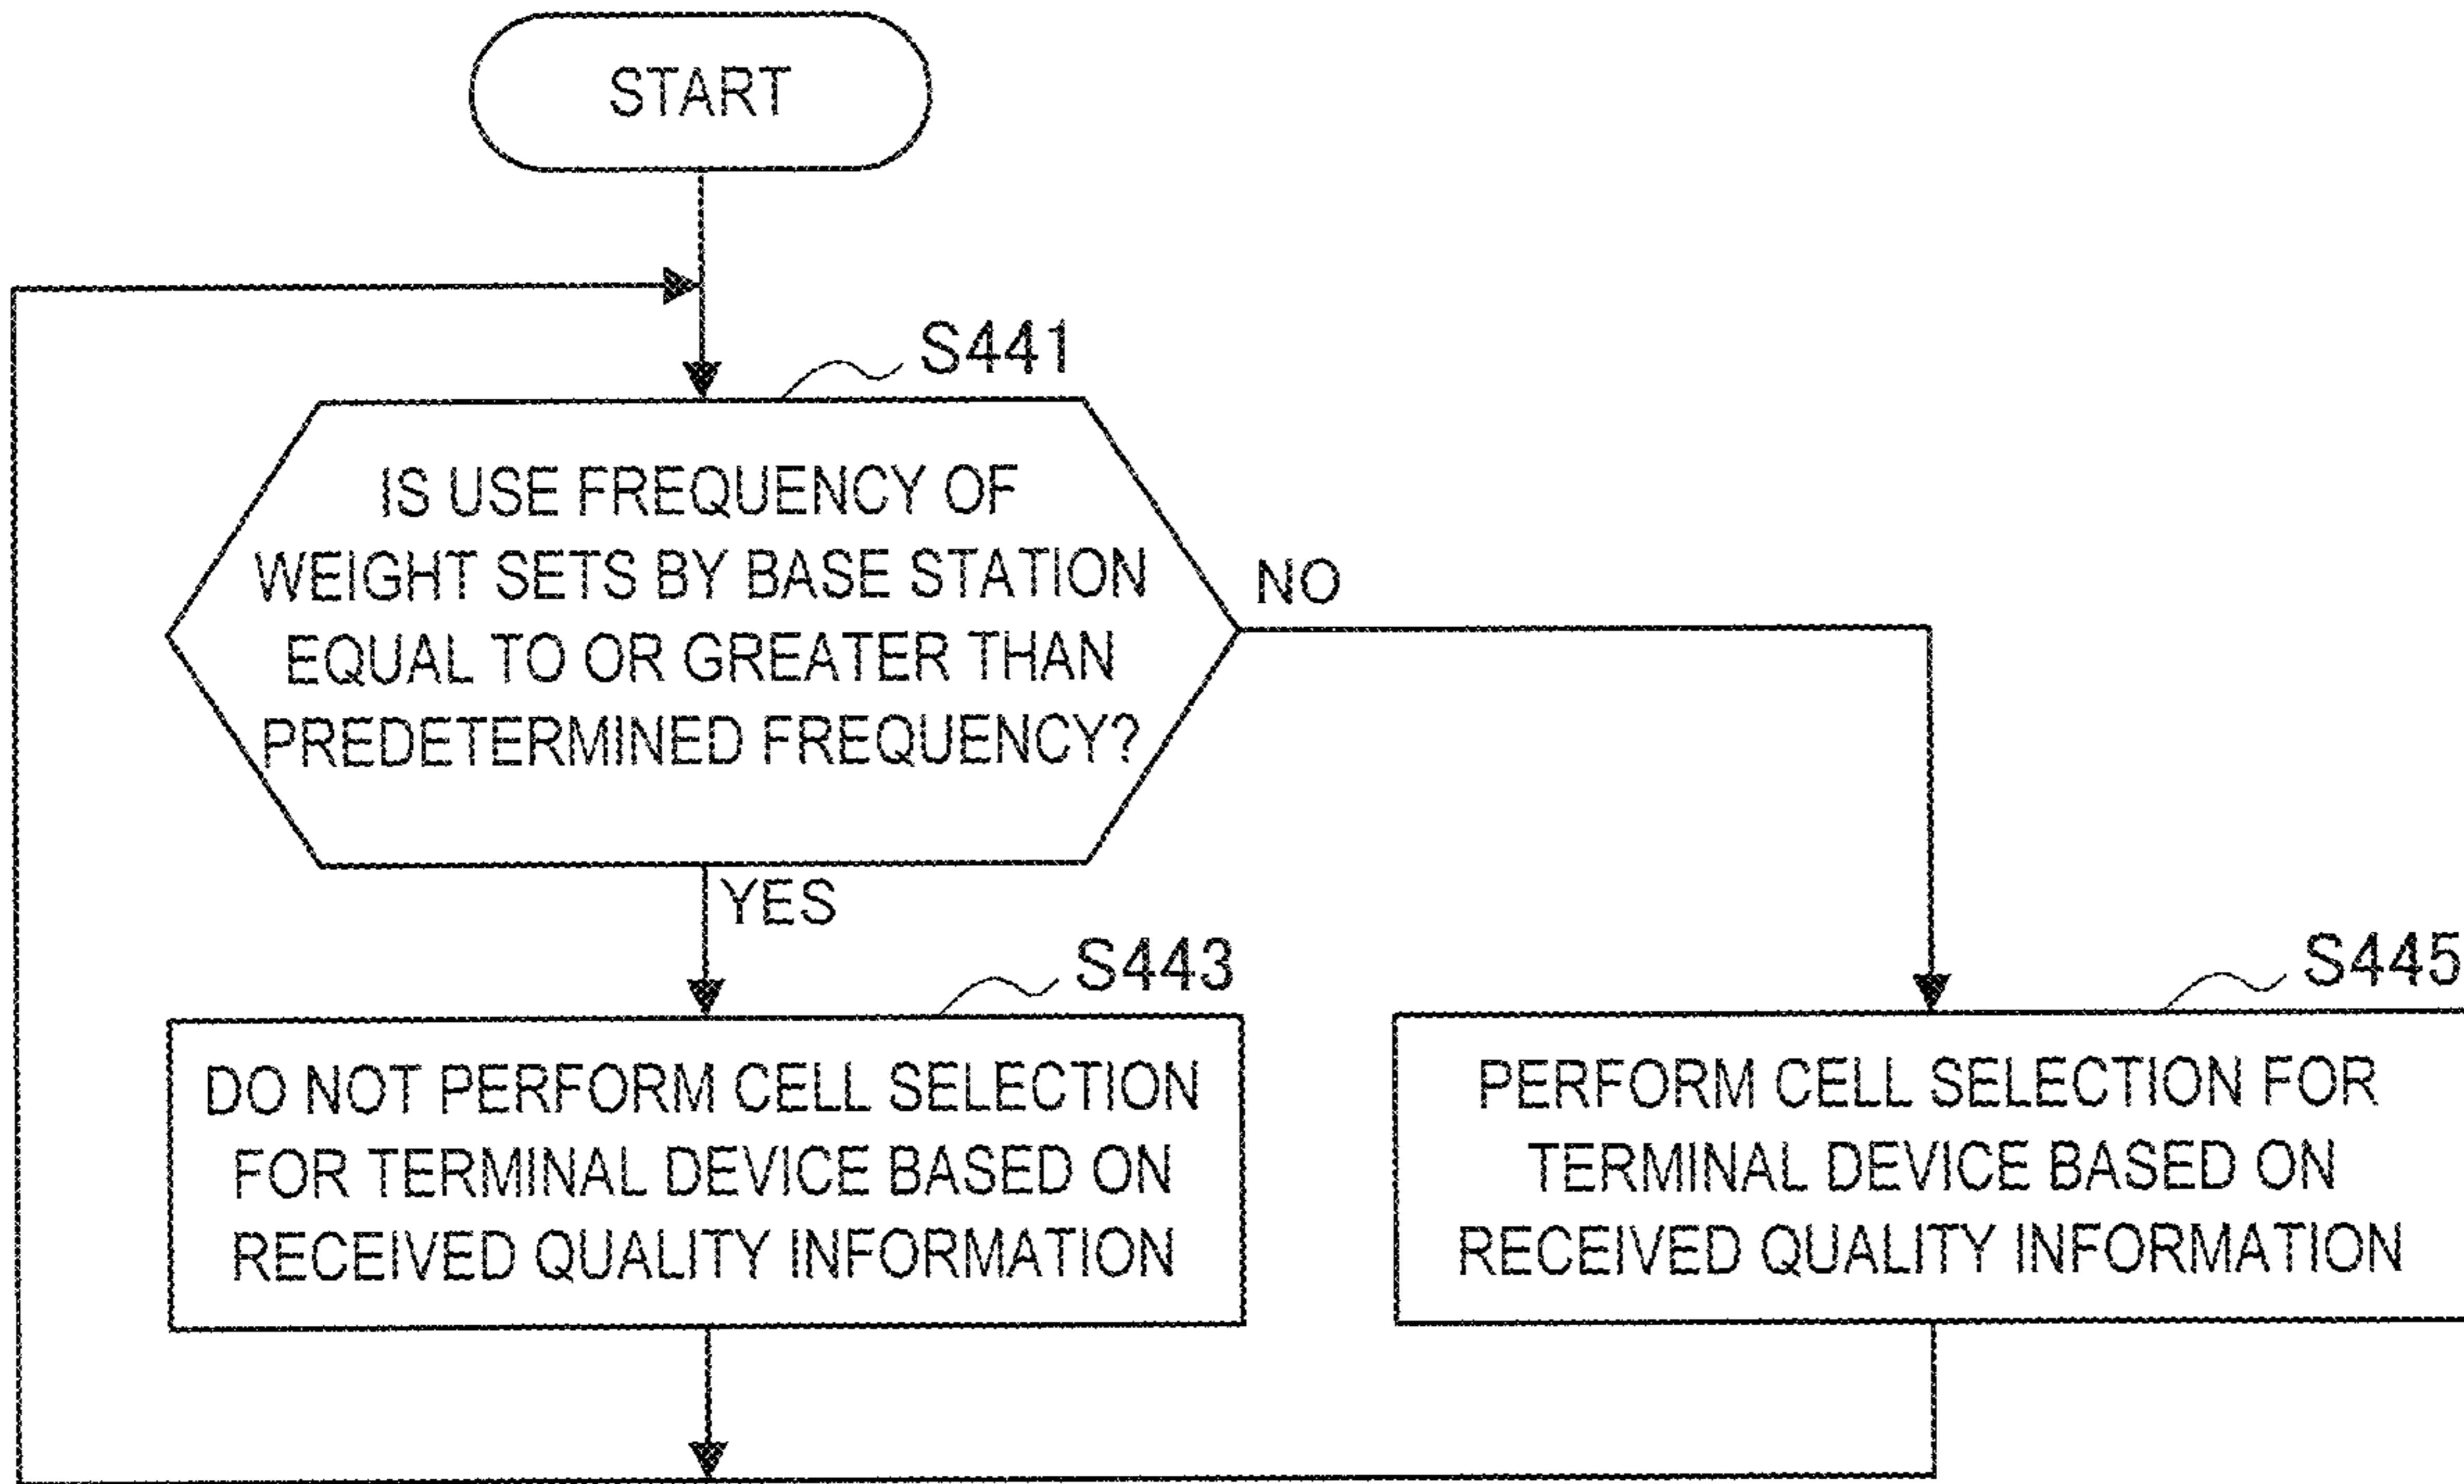 START
S441
IS USE FREQUENCY OF
WEIGHT SETS BY BASE STATION
EQUAL TO OR GREATER THAN
PREDETERMINED FREQUENCY?
NO
YES
S443
DO NOT PERFORM CELL SELECTION
FOR TERMINAL DEVICE BASED ON
RECEIVED QUALITY INFORMATION
S445
PERFORM CELL SELECTION FOR
TERMINAL DEVICE BASED ON
RECEIVED QUALITY INFORMATION